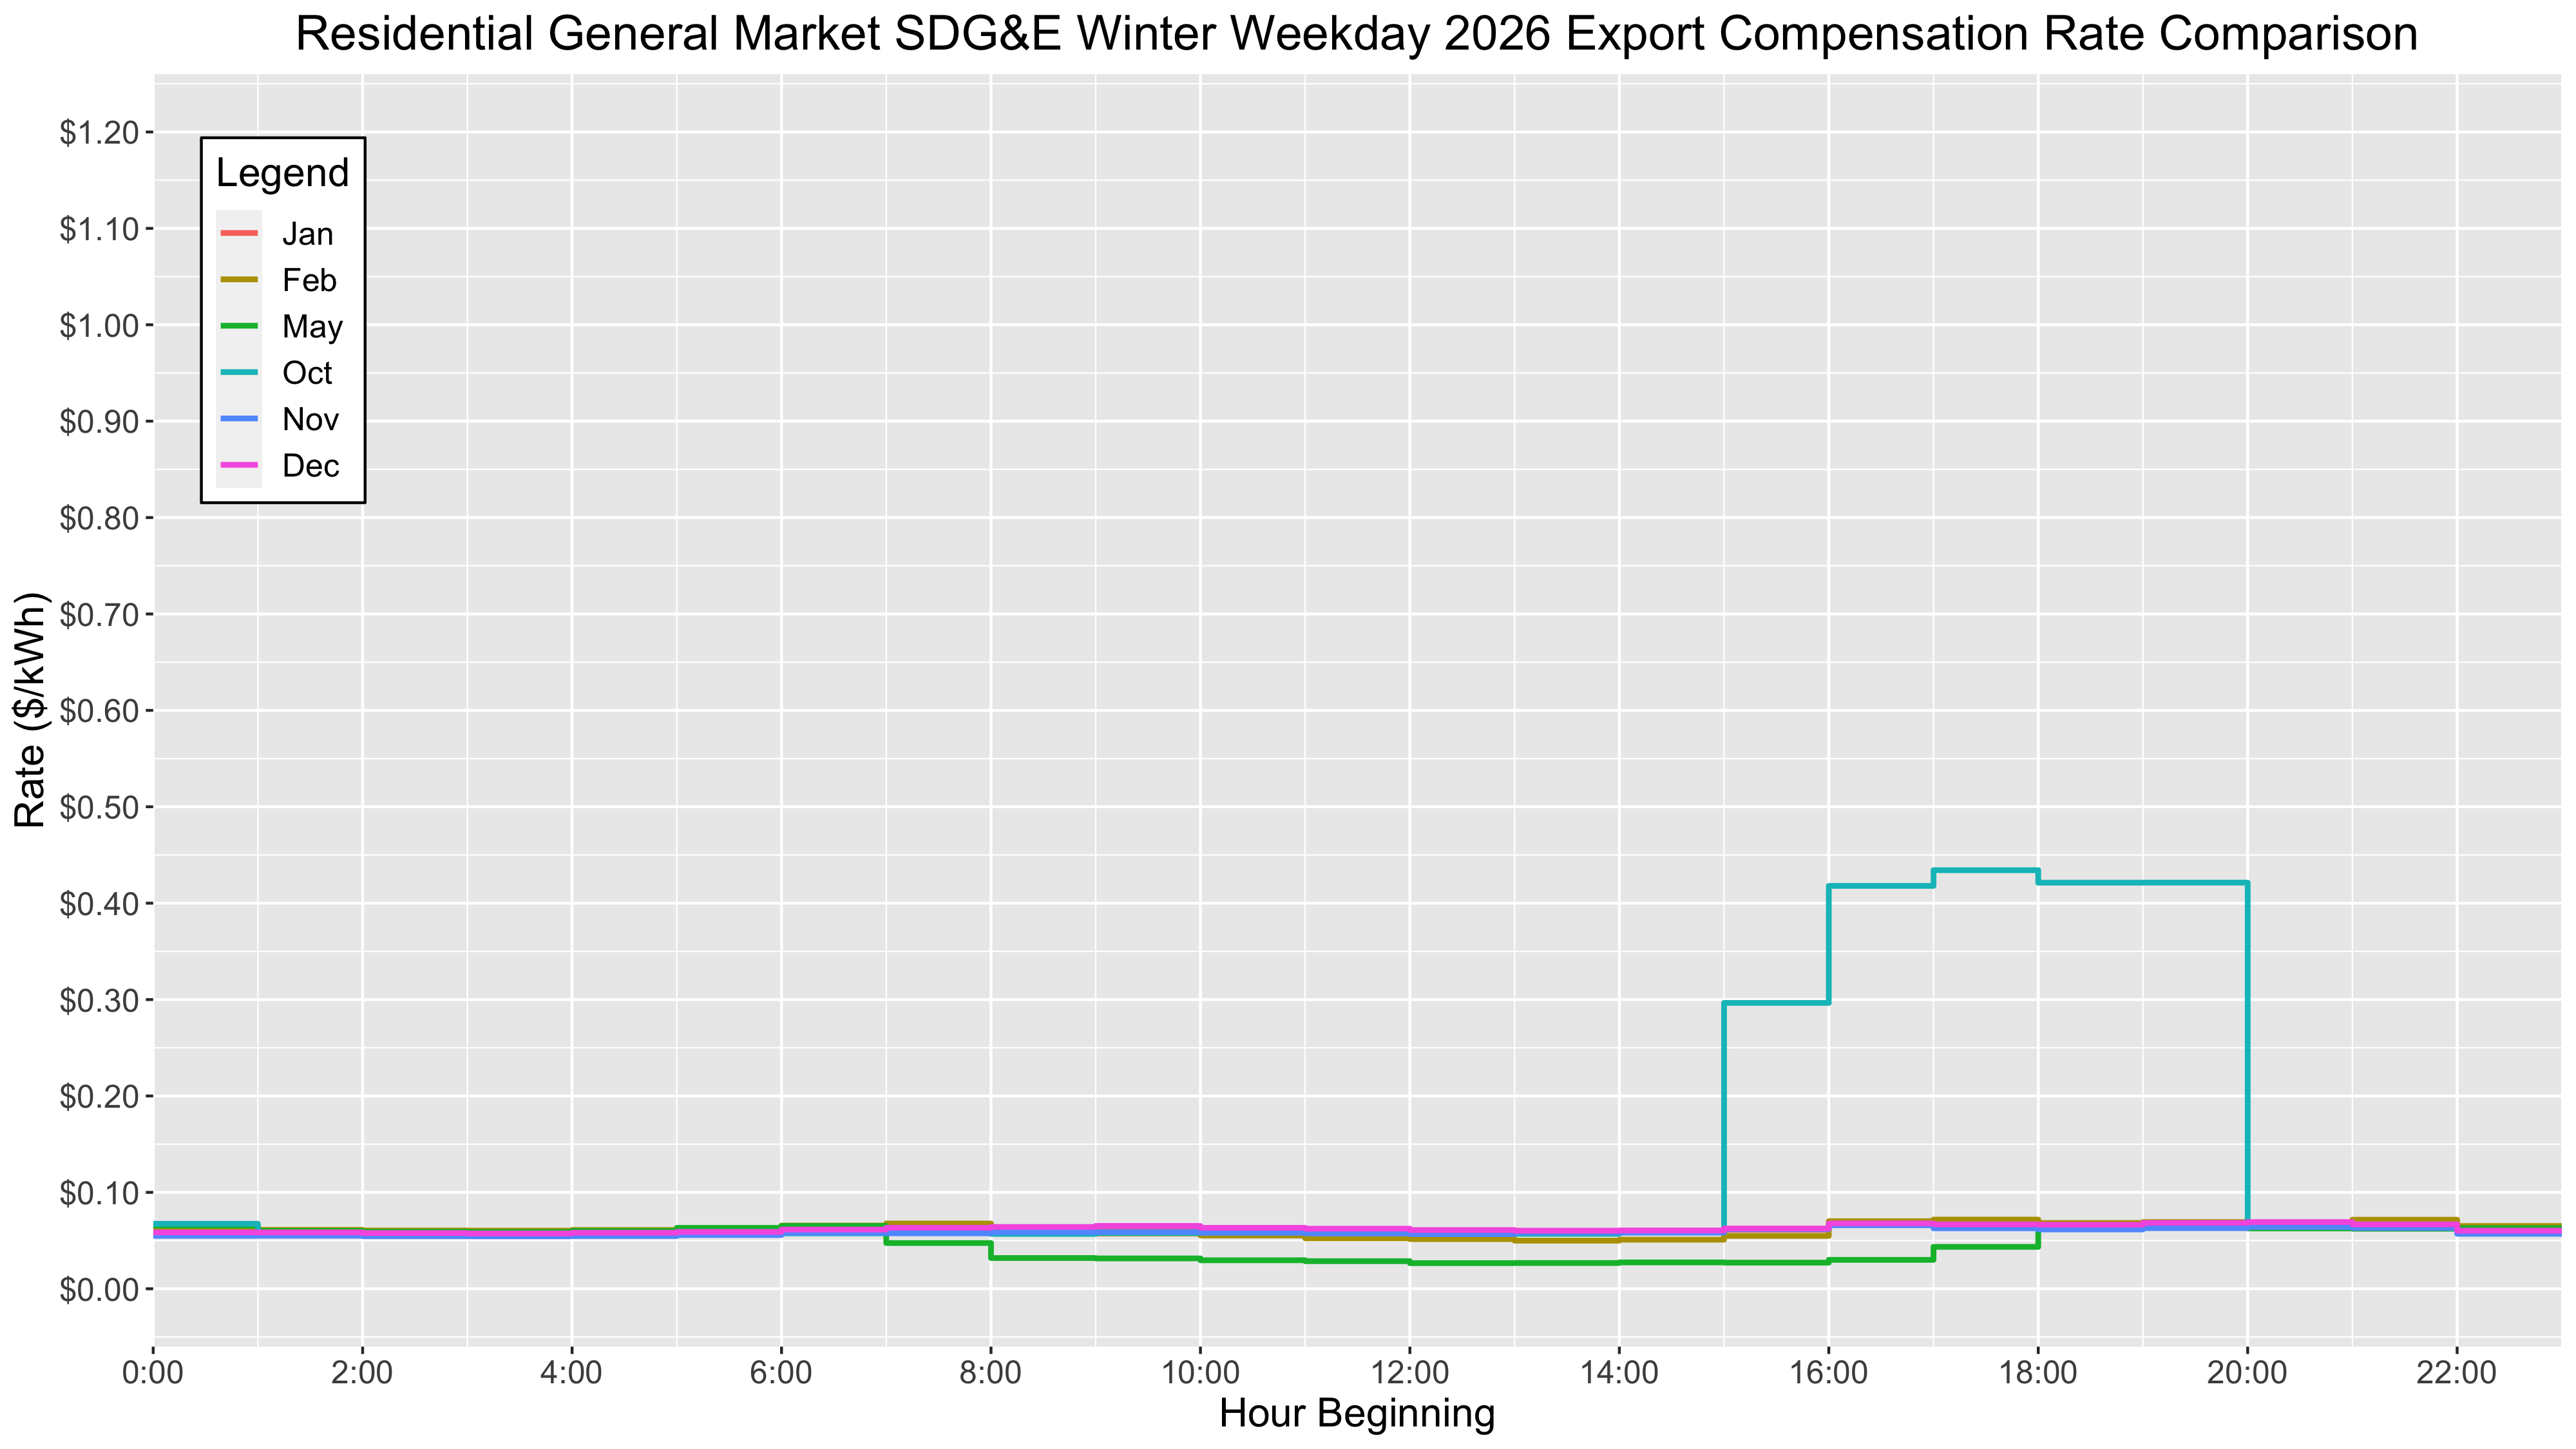 Residential General Market SDG&E Winter Weekday 2026 Export Compensation Rate Comparison
Legend
Jan
Feb
May
Oct
Nov
Dec
Rate ($/kWh)
$1.20
$1.10
$1.00
$0.90
$0.80
$0.70
$0.60
$0.50
$0.40
$0.30
$0.20
$0.10
$0.00
0:00 2:00 4:00 6:00 8:00 10:00 12:00 14:00 16:00 18:00 20:00 22:00
Hour Beginning